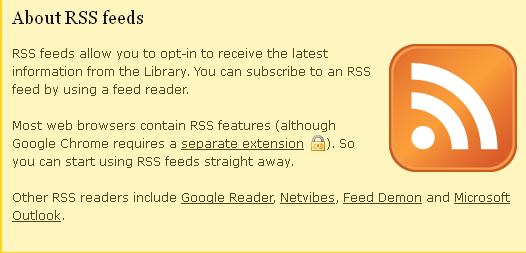 About RSS feeds
RSS feeds allow you to opt-in to receive the latest
information from the Library. You can subscribe to an RSS
feed by using a feed reader.
Most web browsers contain RSS features (although
Google Chrome requires a separate extension ). So
you can start using RSS feeds straight away.
Other RSS readers include Google Reader, Netvibes, Feed Demon and Microsoft
Outlook.